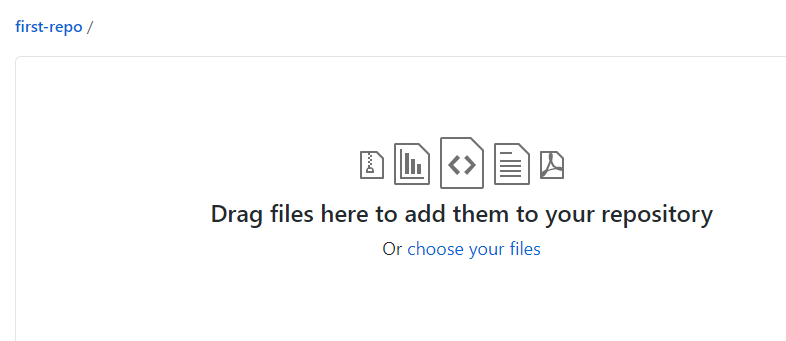 first-repo /
Drag files here to add them to your repository
Or choose your files